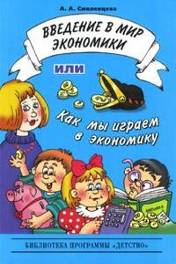 А. А. Смоленцева
ВВЕДЕНИЕ В МИР
ЭКОНОМИКИ
ИЛИ
Как мы играем
в экономику
БИБЛИОТЕКА ПРОГРАММЫ «ДЕТСТВО»